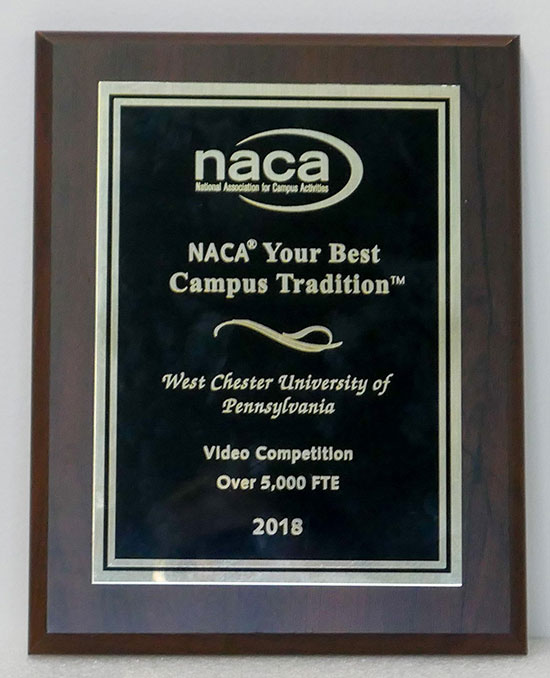 naca
National Association for Campus Activities
NACA® Your Best
Campus Tradition™
West Chester University of
Pennsylvania
Video Competition
Over 5,000 FTE
2018